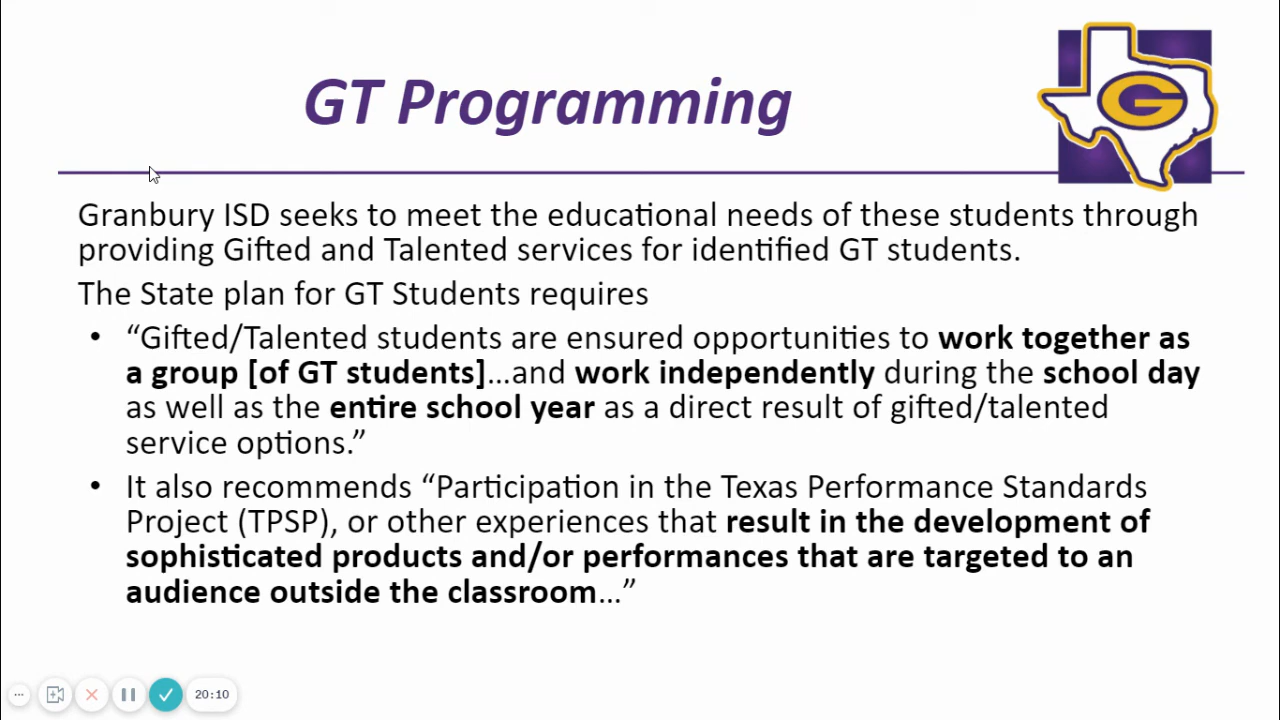 GT Programming
G
Granbury ISD seeks to meet the educational needs of these students through
providing Gifted and Talented services for identified GT students.
The State plan for GT Students requires
• “Gifted/Talented students are ensured opportunities to work together as
a group [of GT students]…and work independently during the school day
as well as the entire school year as a direct result of gifted/talented
service options.”
• It also recommends “Participation in the Texas Performance Standards
Project (TPSP), or other experiences that result in the development of
sophisticated products and/or performances that are targeted to an
audience outside the classroom…”
20:10